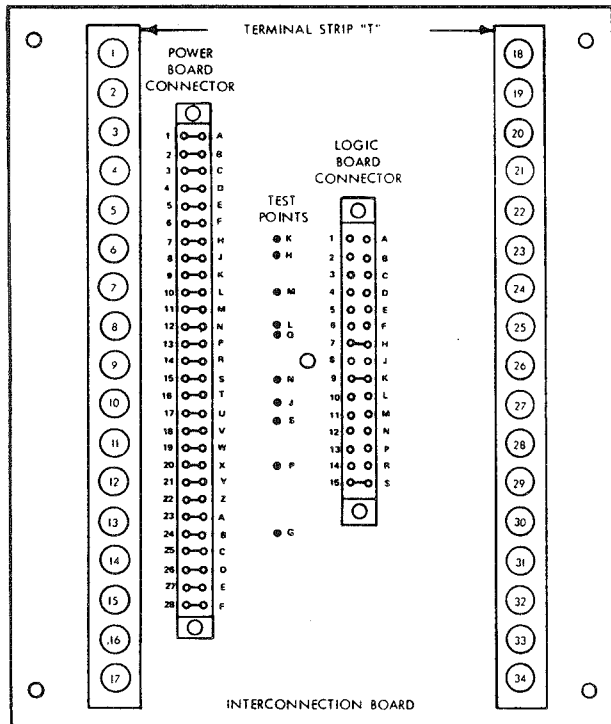 TERMINAL STRIP "T"
POWER
BOARD
CONNECTOR
LOGIC
BOARD
CONNECTOR
TEST
POINTS
1
2
3
4
5
6
7
8
9
10
11
12
13
14
15
16
17
1 A
2 B
3 C
4 D
5 E
6 F
7 H
8 J
9 K
10 L
11 M
12 N
13 P
14 R
15 S
16 T
17 U
18 V
19 W
20 X
21 Y
22 Z
23 A
24 B
25 C
26 D
27 E
28 F
K
H
M
L
Q
N
J
S
P
G
1 A
2 B
3 C
4 D
5 E
6 F
7 H
8 J
9 K
10 L
11 M
12 N
13 P
14 R
15 S
18
19
20
21
22
23
24
25
26
27
28
29
30
31
32
33
34
INTERCONNECTION BOARD